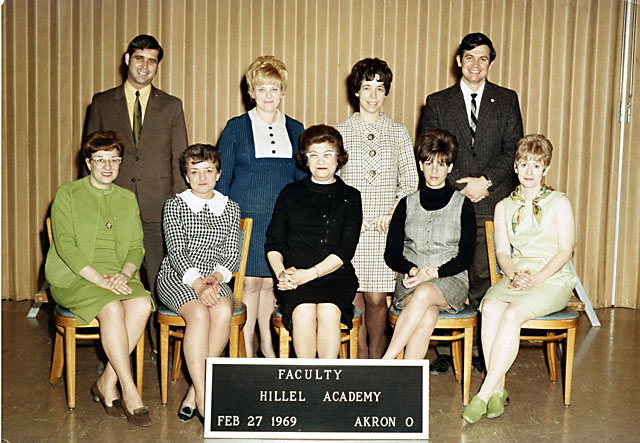 FACULTY
HILLEL ACADEMY
FEB 27 1969 AKRON O